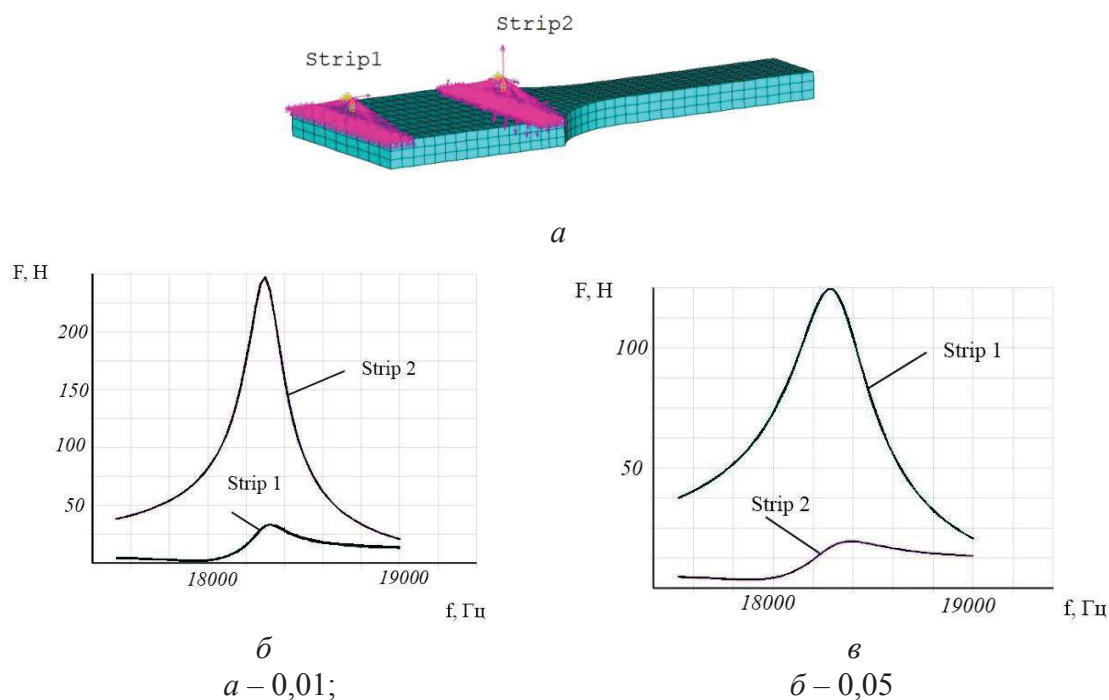 Strip2
Strip1
а
F, Н
200
150
100
50
Strip 2
Strip 1
18000
19000
f, Гц
б
а – 0,01;
F, Н
100
50
Strip 1
Strip 2
18000
19000
f, Гц
в
б – 0,05